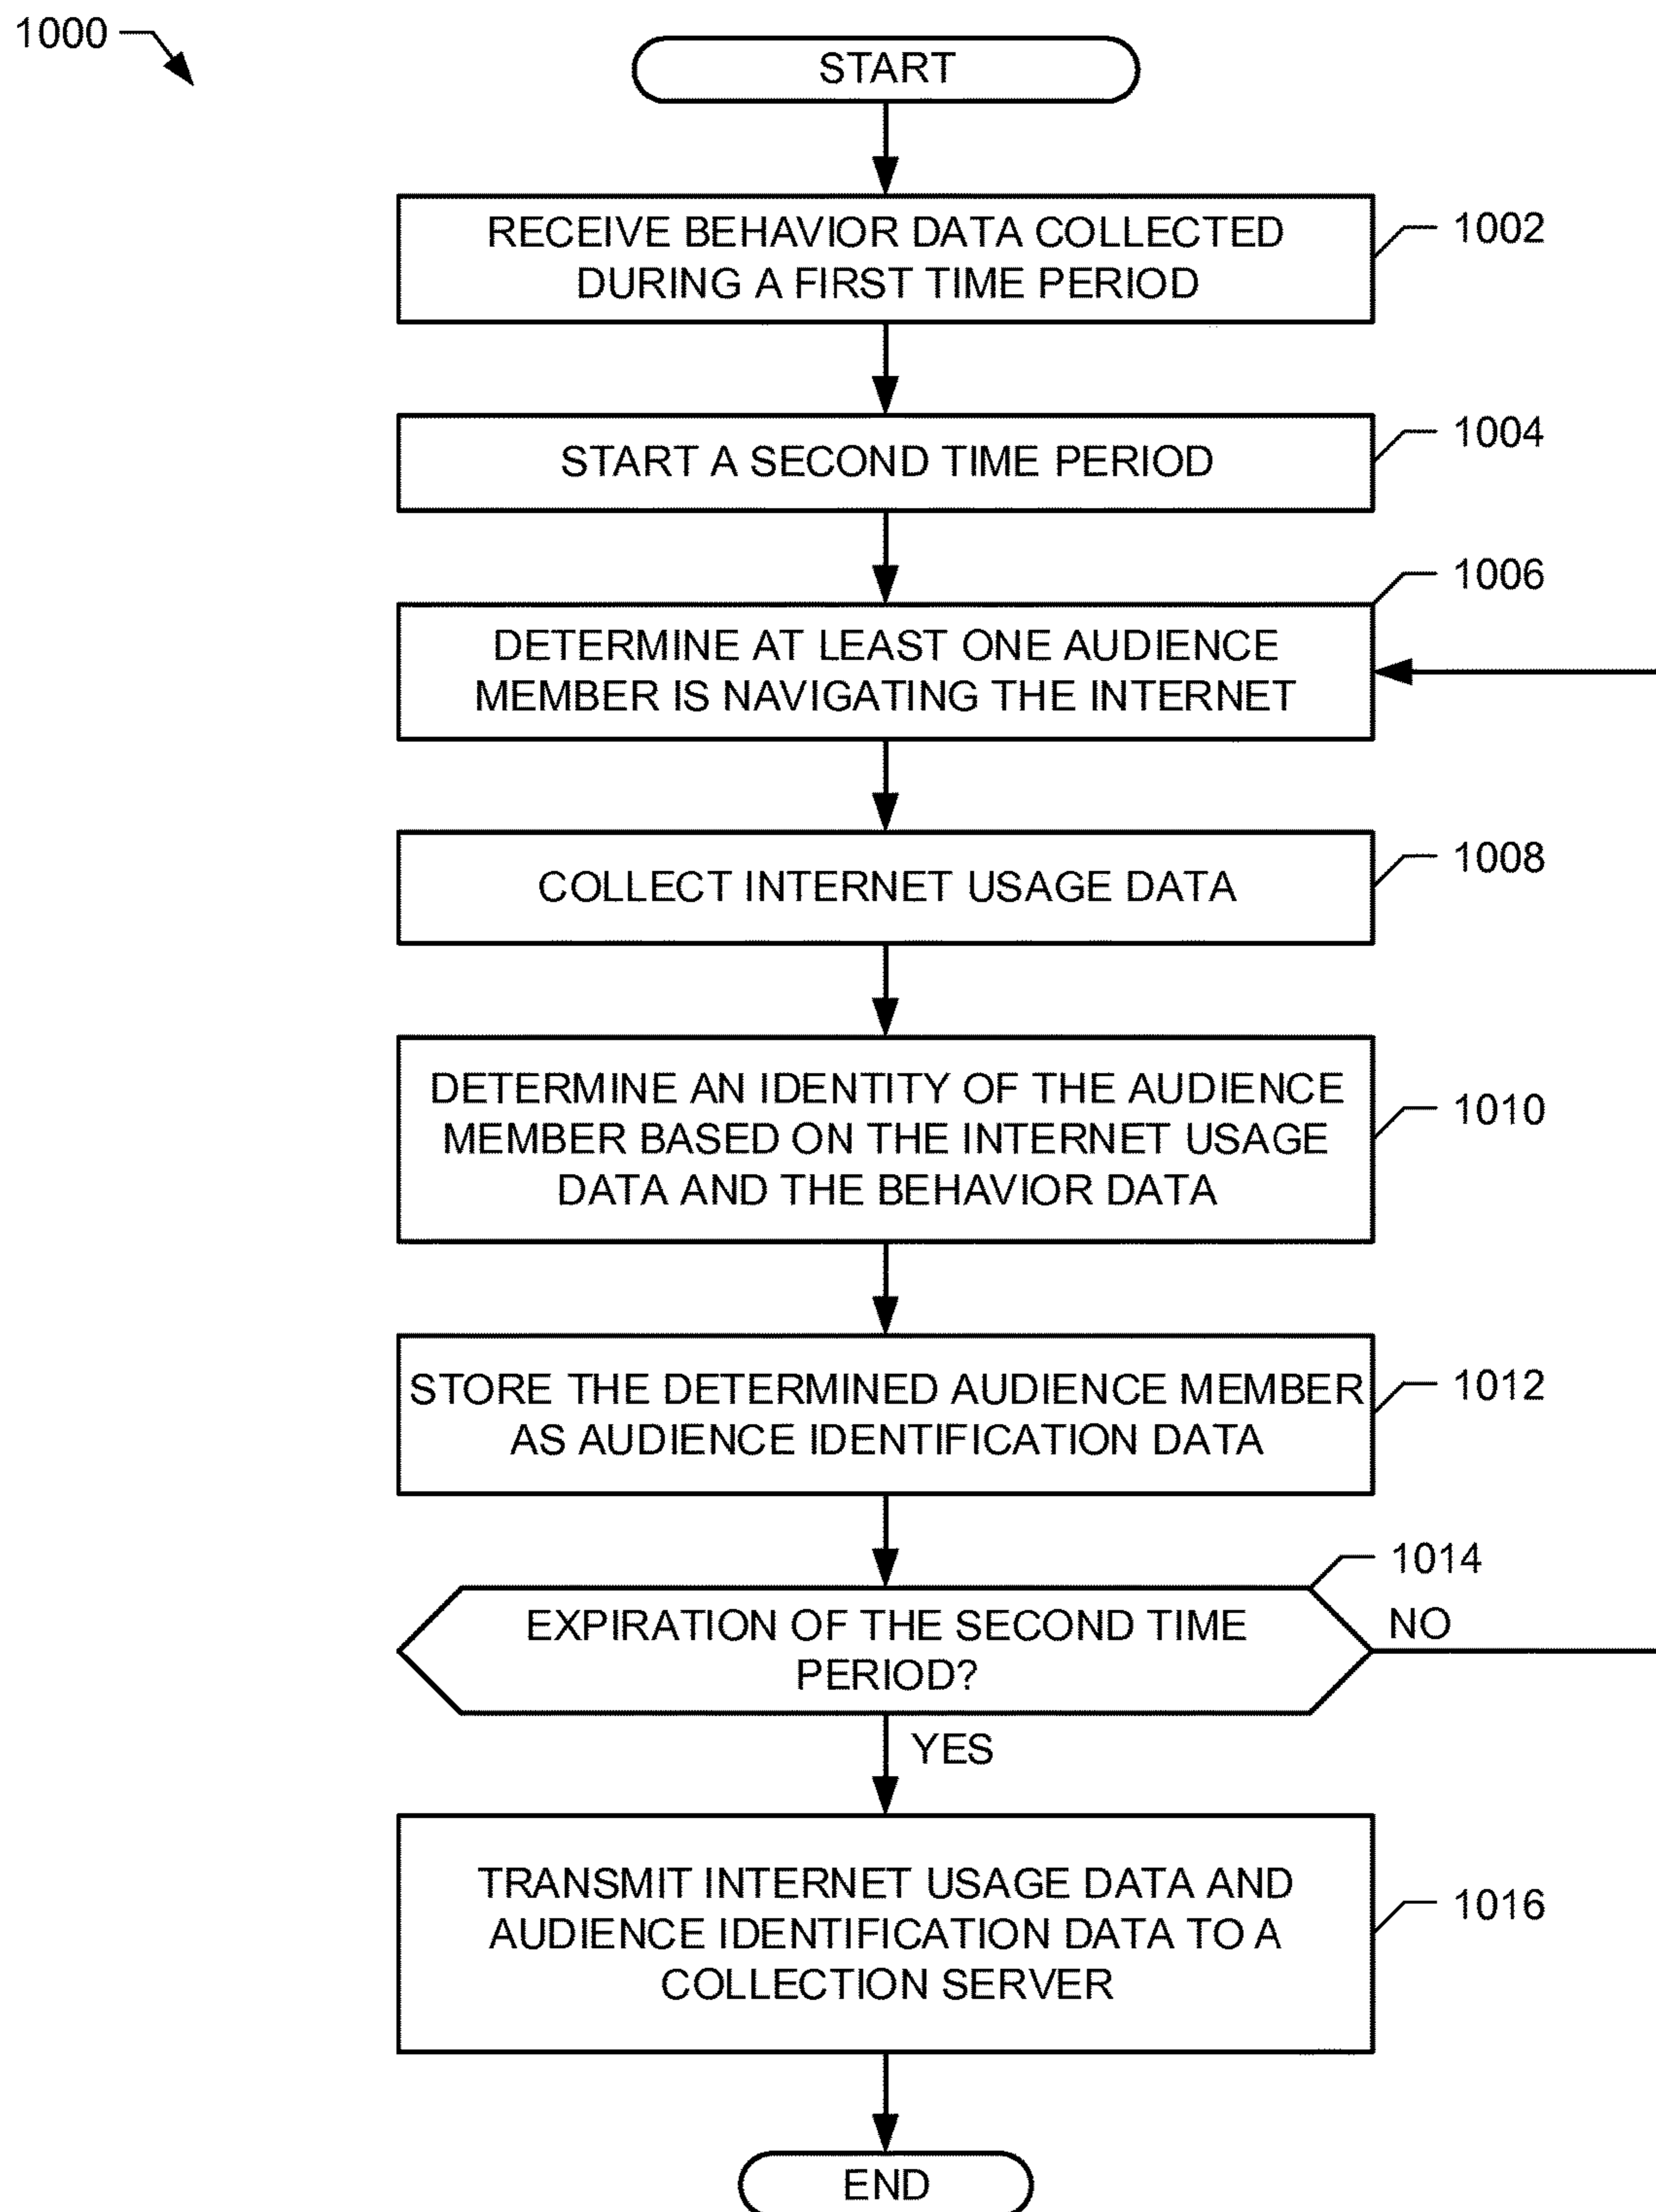 1000
START
RECEIVE BEHAVIOR DATA COLLECTED
DURING A FIRST TIME PERIOD
1002
START A SECOND TIME PERIOD
1004
DETERMINE AT LEAST ONE AUDIENCE
MEMBER IS NAVIGATING THE INTERNET
1006
COLLECT INTERNET USAGE DATA
1008
DETERMINE AN IDENTITY OF THE AUDIENCE
MEMBER BASED ON THE INTERNET USAGE
DATA AND THE BEHAVIOR DATA
1010
STORE THE DETERMINED AUDIENCE MEMBER
AS AUDIENCE IDENTIFICATION DATA
1012
EXPIRATION OF THE SECOND TIME
PERIOD?
1014
NO
YES
TRANSMIT INTERNET USAGE DATA AND
AUDIENCE IDENTIFICATION DATA TO A
COLLECTION SERVER
1016
END